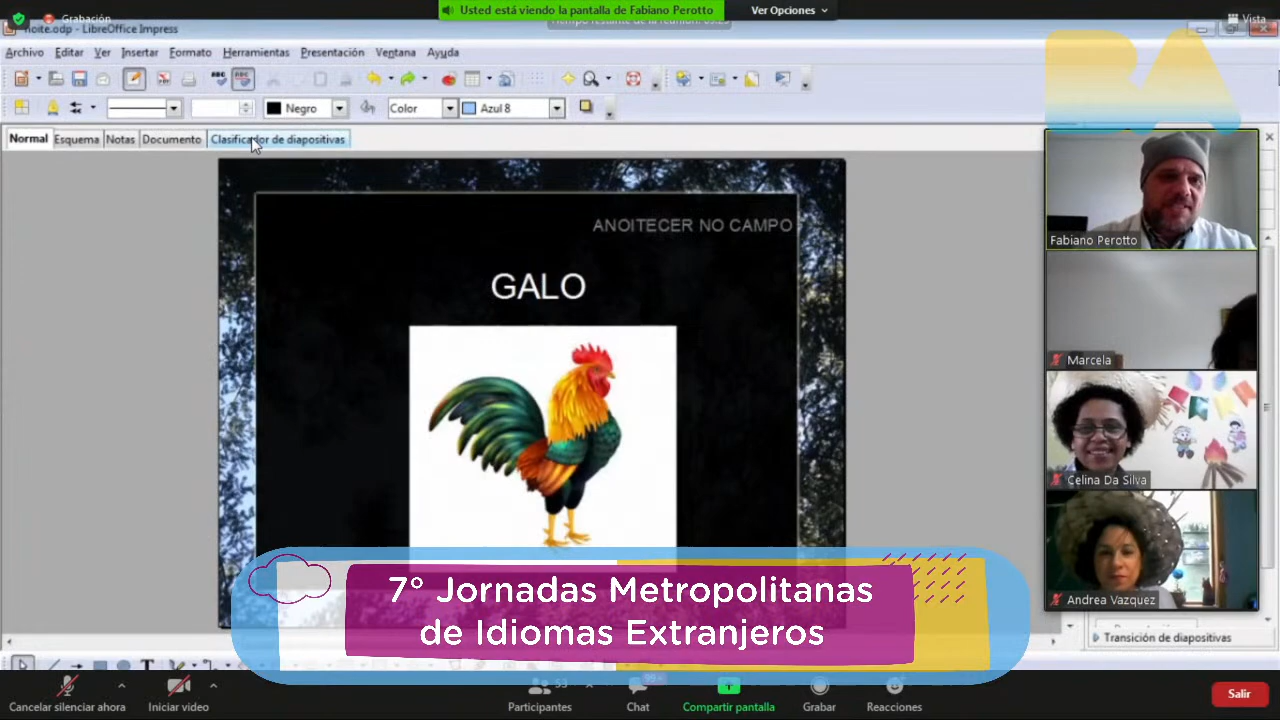 Grabación
Usted está viendo la pantalla de Fabiano Perotto
Ver Opciones
Vista
noite.odp - LibreOffice Impress
Archivo Editar Ver Insertar Formato Herramientas Presentación Ventana Ayuda
Negro Color Azul 8
Normal Esquema Notas Documento Clasificador de diapositivas
BA
ANOITECER NO CAMPO
GALO
Fabiano Perotto
Marcela
Celina Da Silva
Andrea Vazquez
7° Jornadas Metropolitanas
de Idiomas Extranjeros
Transición de diapositivas
Cancelar silenciar ahora
Iniciar video
53
Participantes
99+
Chat
Compartir pantalla
Grabar
Reacciones
Salir